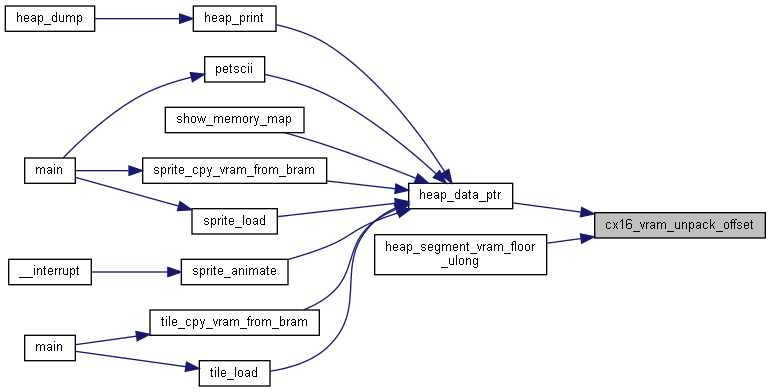 heap_dump
heap_print
petscii
show_memory_map
main
sprite_cpy_vram_from_bram
heap_data_ptr
sprite_load
cx16_vram_unpack_offset
heap_segment_vram_floor
_ulong
__interrupt
sprite_animate
tile_cpy_vram_from_bram
main
tile_load